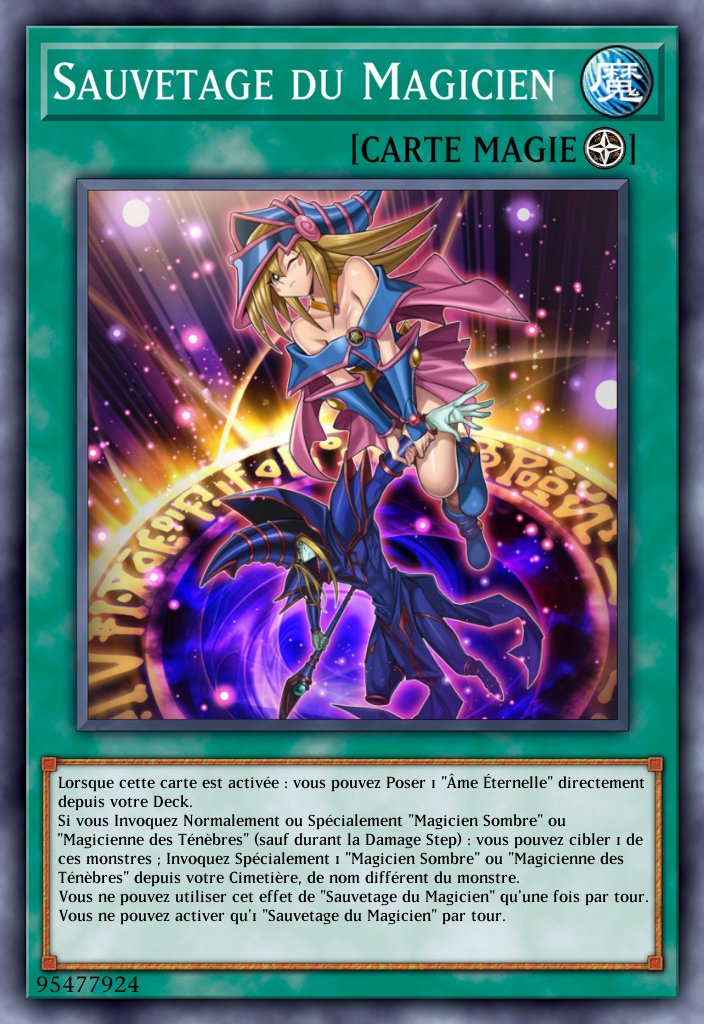 Sauvetage du Magicien 魔
[CARTE MAGIE]
Lorsque cette carte est activée : vous pouvez Poser 1 "Âme Éternelle" directement
depuis votre Deck.
Si vous Invoquez Normalement ou Spécialement "Magicien Sombre" ou
"Magicienne des Ténèbres" (sauf durant la Damage Step) : vous pouvez cibler 1 de
ces monstres ; Invoquez Spécialement 1 "Magicien Sombre" ou "Magicienne des
Ténèbres" depuis votre Cimetière, de nom différent du monstre.
Vous ne pouvez utiliser cet effet de "Sauvetage du Magicien" qu'une fois par tour.
Vous ne pouvez activer qu'1 "Sauvetage du Magicien" par tour.
95477924